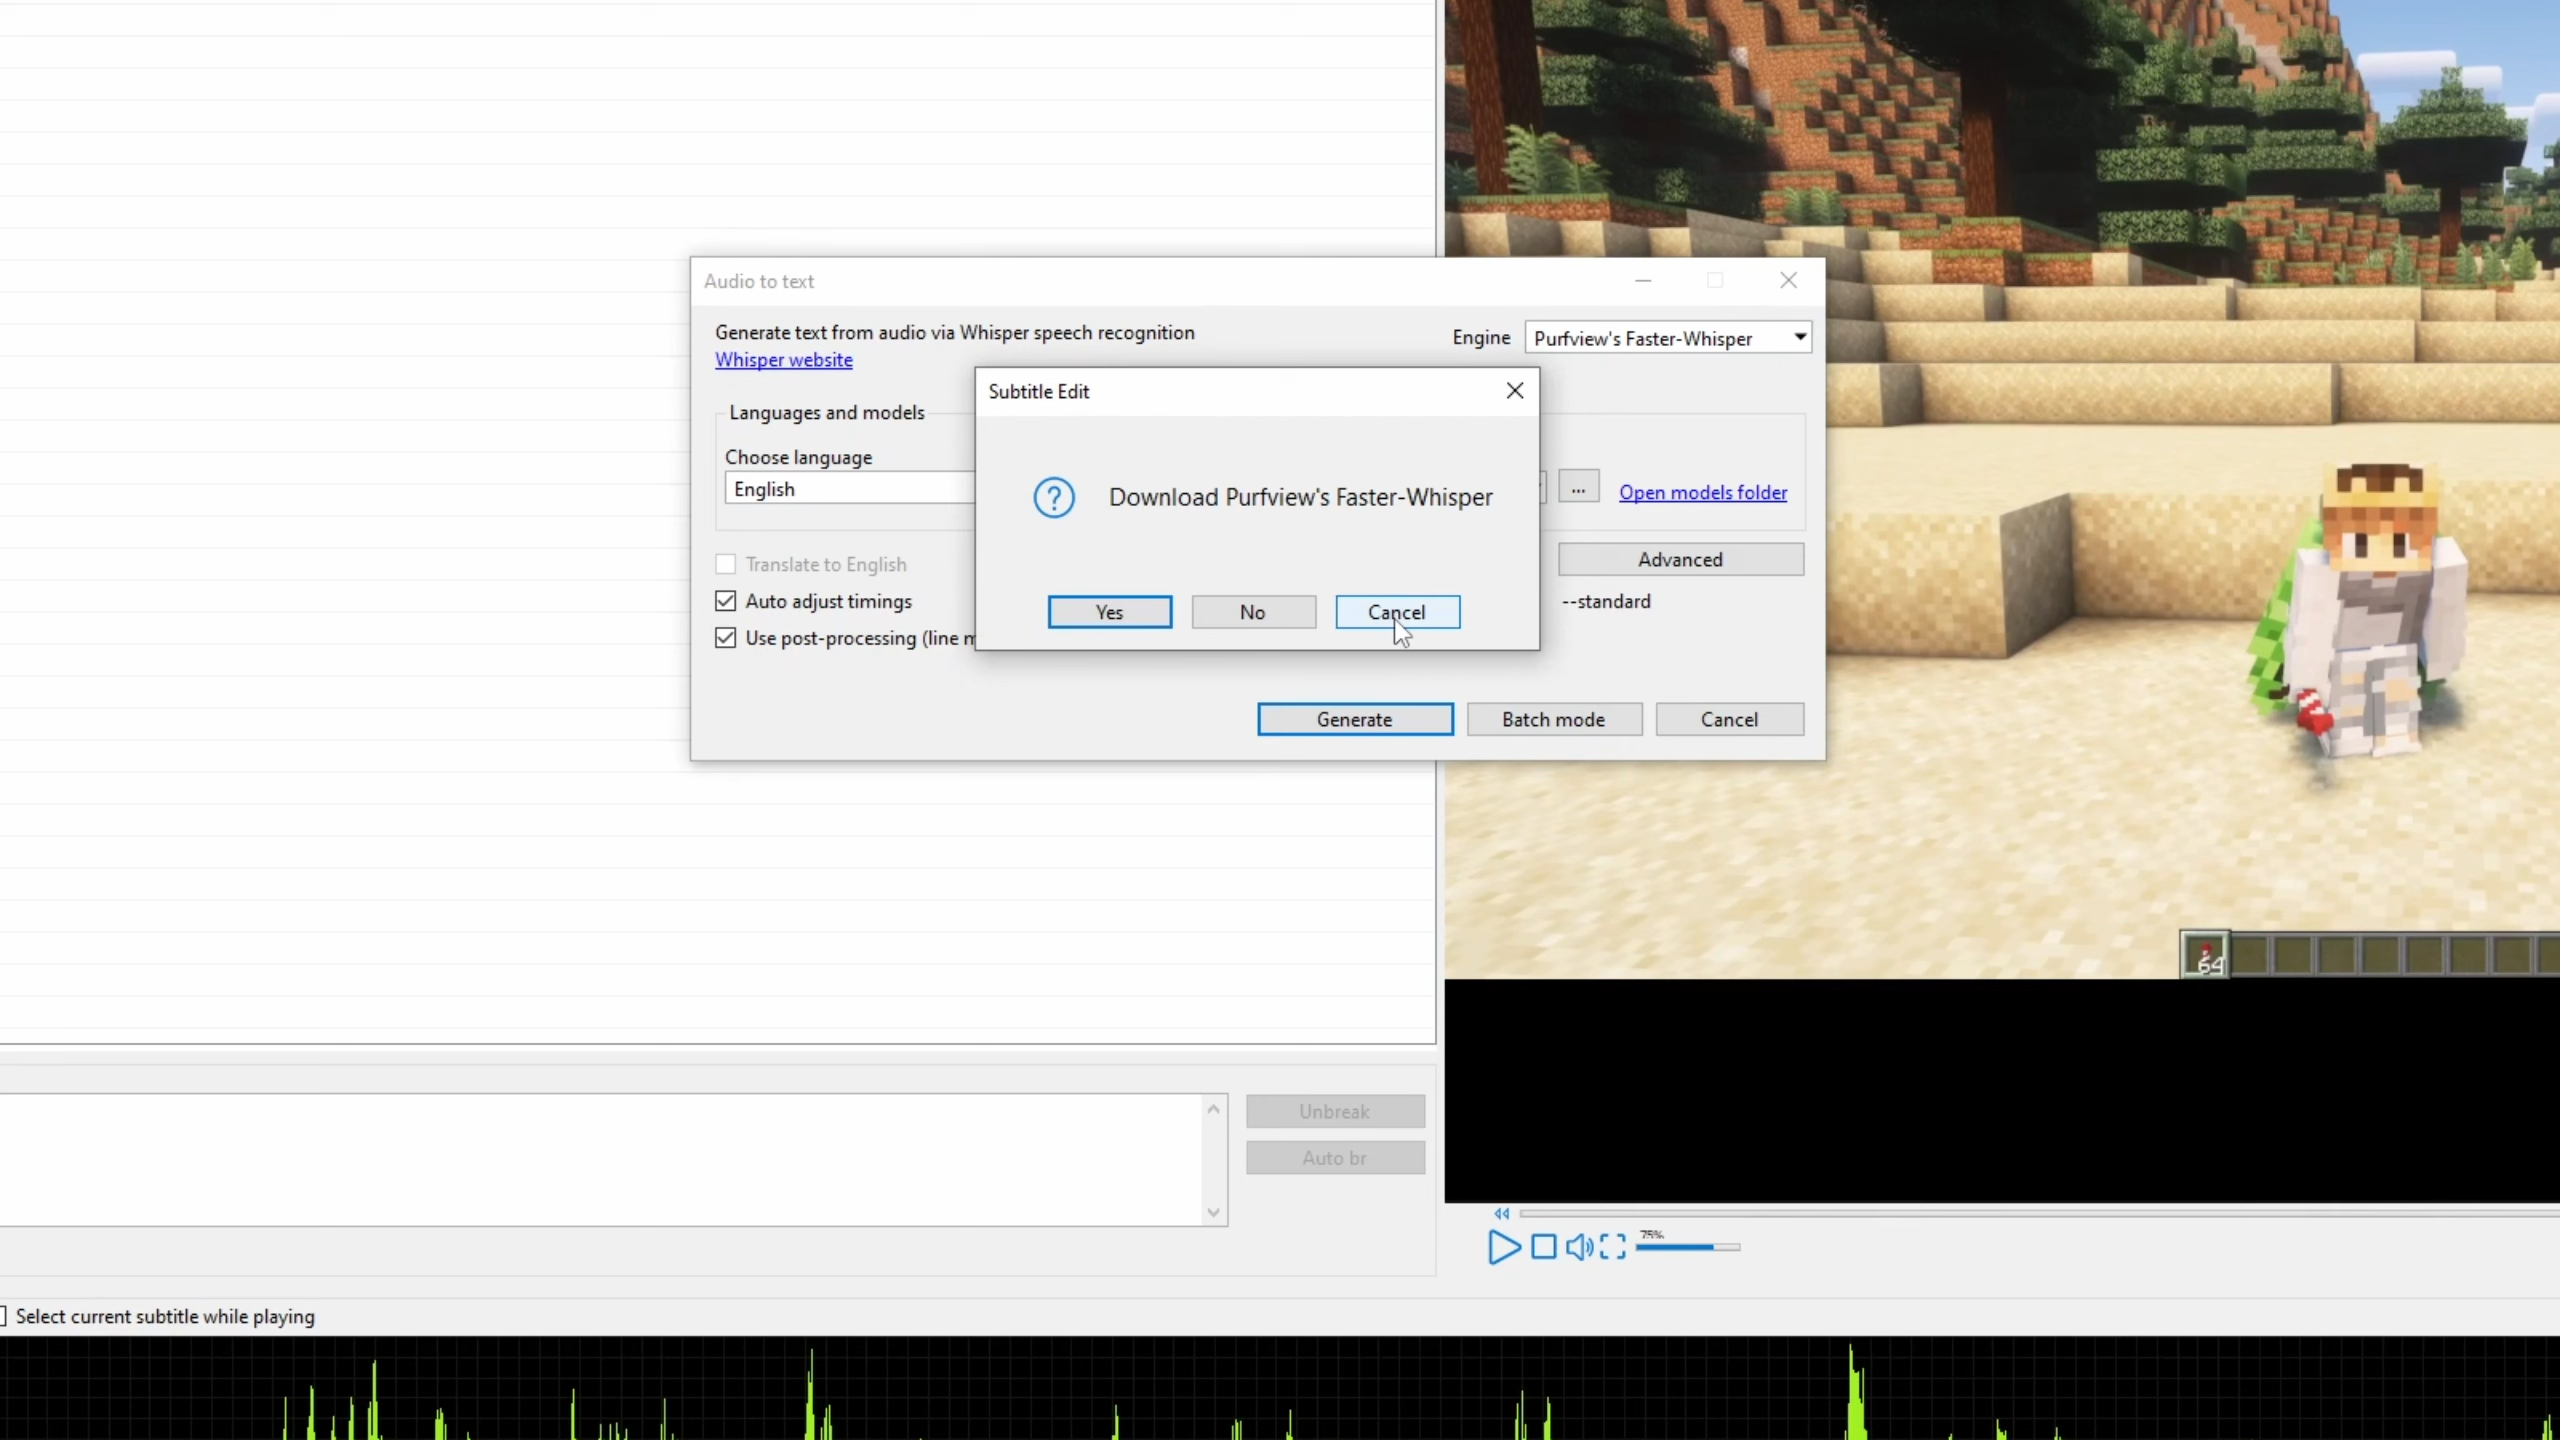 Audio to text
Generate text from audio via Whisper speech recognition
Whisper website
Engine
Purfview's Faster-Whisper
Subtitle Edit
Languages and models
Choose language
English
Download Purfview's Faster-Whisper
...
Open models folder
Translate to English
Advanced
Auto adjust timings
Yes
No
Cancel
--standard
Use post-processing (line
Generate
Batch mode
Cancel
64
Unbreak
Auto br
75%
Select current subtitle while playing